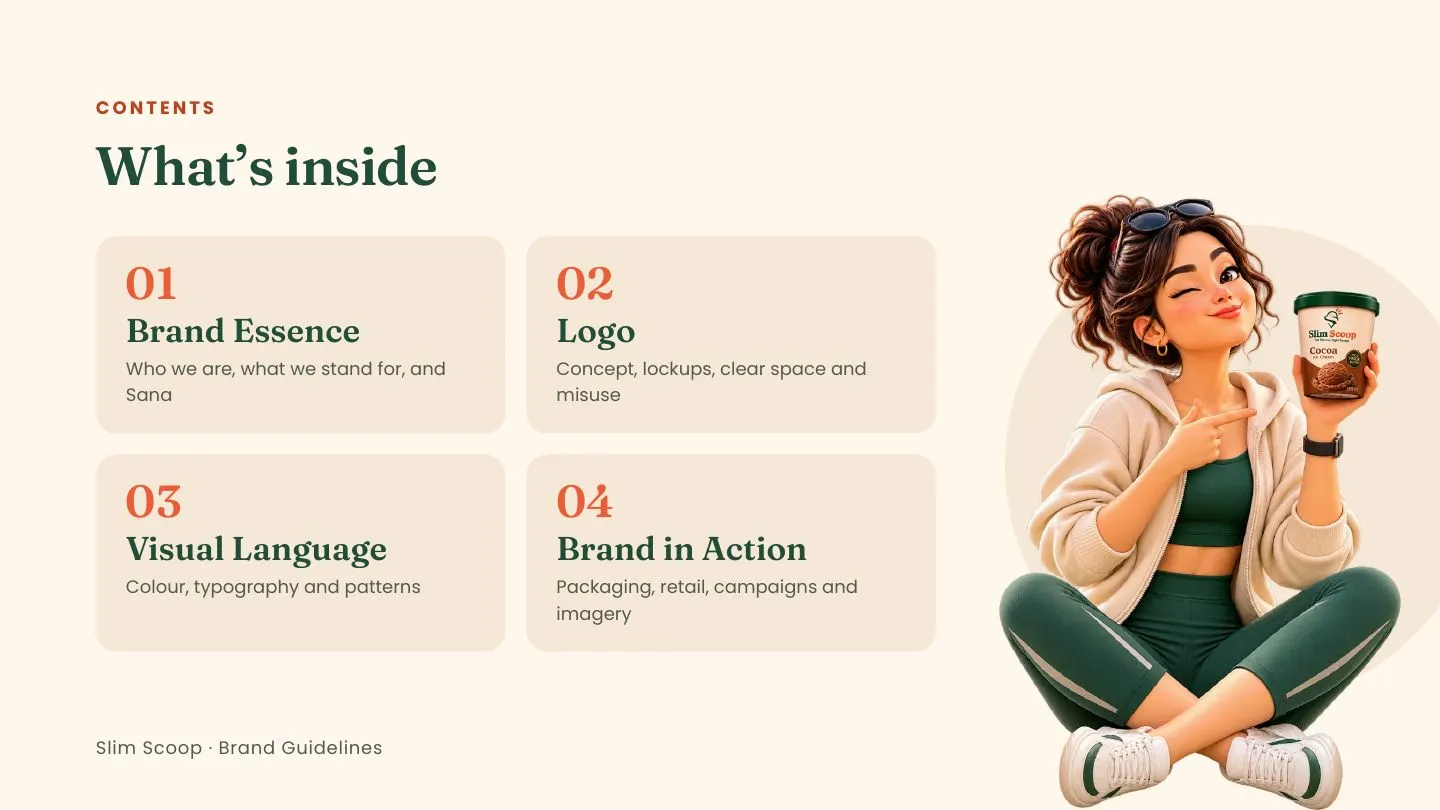 CONTENTS
What’s inside
01
Brand Essence
Who we are, what we stand for, and
Sana
02
Logo
Concept, lockups, clear space and
misuse
03
Visual Language
Colour, typography and patterns
04
Brand in Action
Packaging, retail, campaigns and
imagery
Slim Scoop
Cocoa
Ice Cream
Slim Scoop · Brand Guidelines